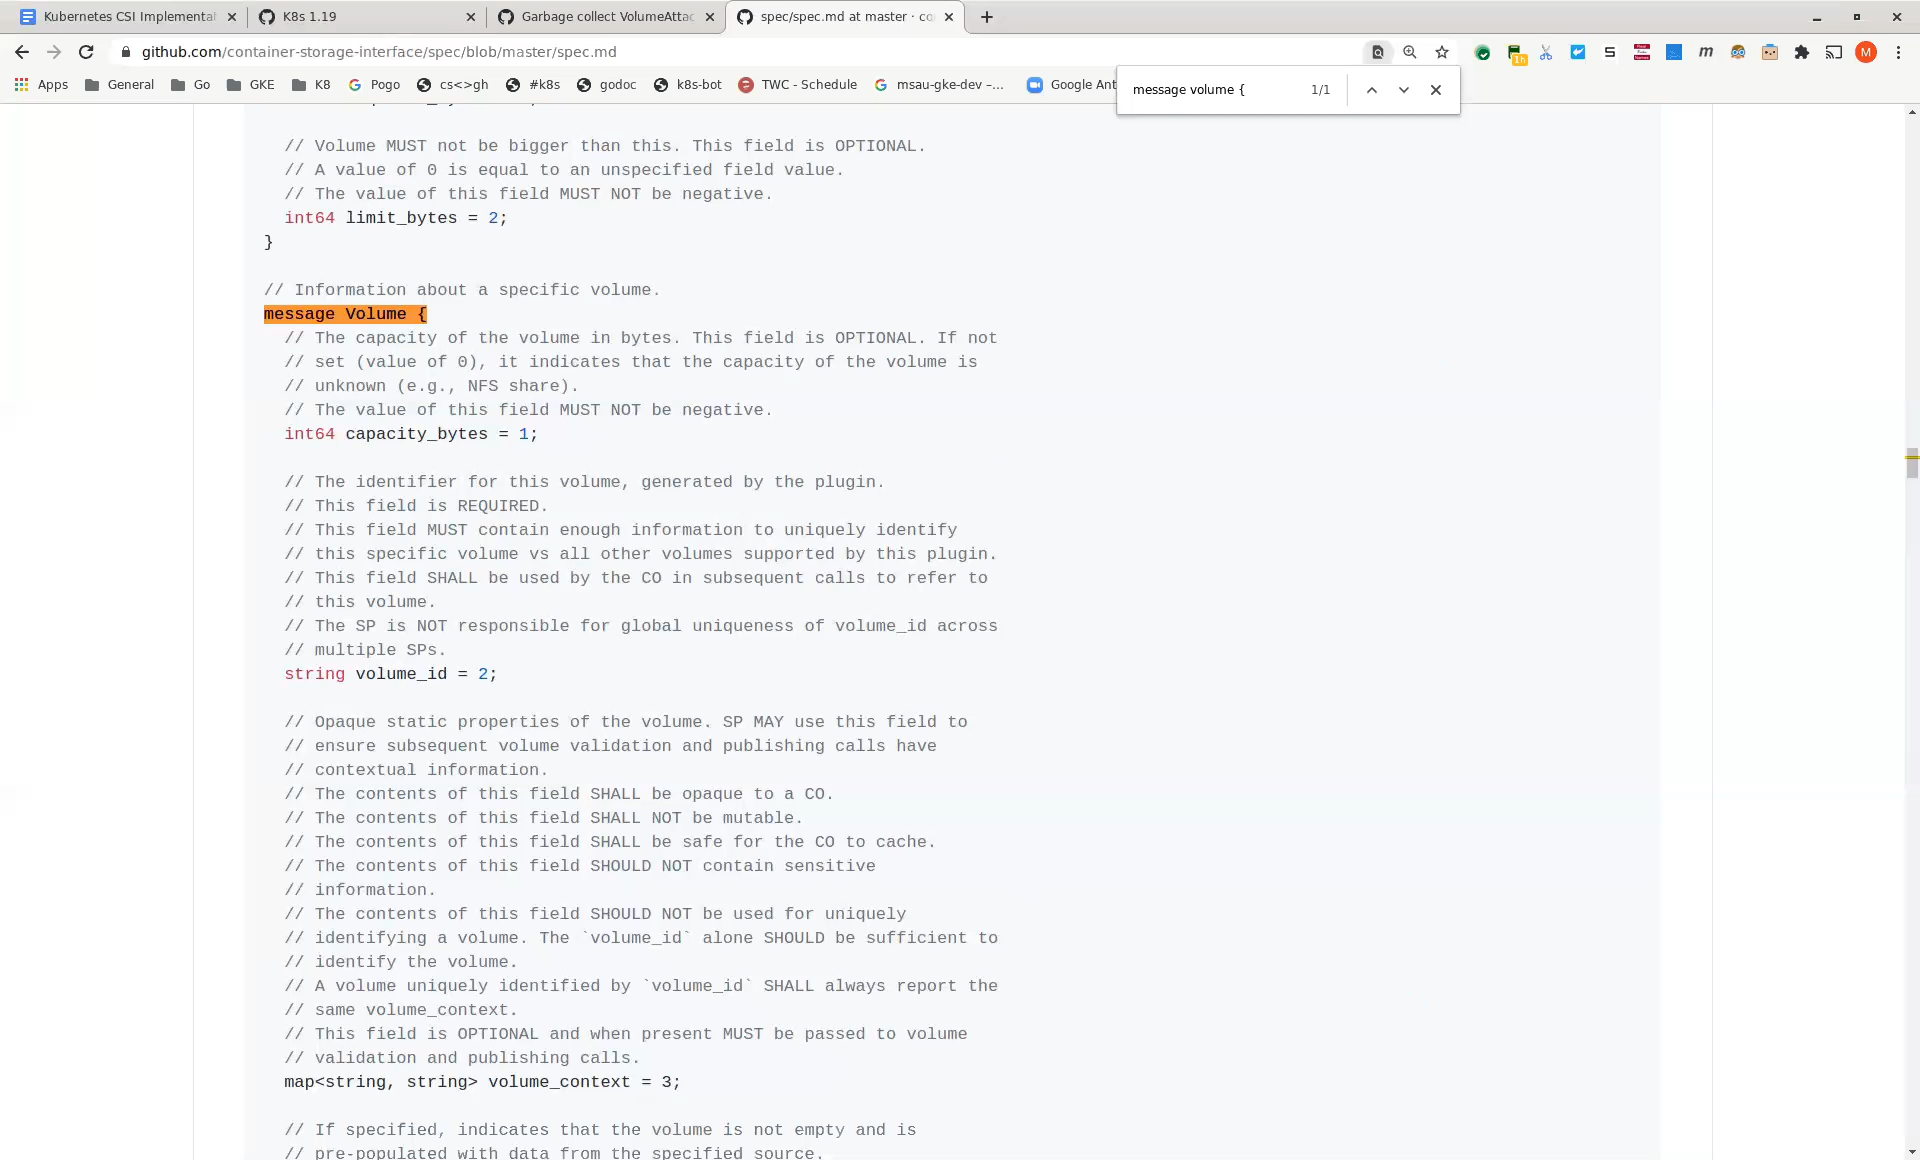 Kubernetes CSI Implementa
K8s 1.19
Garbage collect VolumeAttac
spec/spec.md at master · co
github.com/container-storage-interface/spec/blob/master/spec.md
1h
M
Apps
General
Go
GKE
K8
Pogo
cs<>gh
#k8s
godoc
k8s-bot
TWC - Schedule
msau-gke-dev –...
Google Ant
message volume {
1/1
// Volume MUST not be bigger than this. This field is OPTIONAL.
// A value of 0 is equal to an unspecified field value.
// The value of this field MUST NOT be negative.
int64 limit_bytes = 2;
}
// Information about a specific volume.
message Volume {
// The capacity of the volume in bytes. This field is OPTIONAL. If not
// set (value of 0), it indicates that the capacity of the volume is
// unknown (e.g., NFS share).
// The value of this field MUST NOT be negative.
int64 capacity_bytes = 1;
// The identifier for this volume, generated by the plugin.
// This field is REQUIRED.
// This field MUST contain enough information to uniquely identify
// this specific volume vs all other volumes supported by this plugin.
// This field SHALL be used by the CO in subsequent calls to refer to
// this volume.
// The SP is NOT responsible for global uniqueness of volume_id across
// multiple SPs.
string volume_id = 2;
// Opaque static properties of the volume. SP MAY use this field to
// ensure subsequent volume validation and publishing calls have
// contextual information.
// The contents of this field SHALL be opaque to a CO.
// The contents of this field SHALL NOT be mutable.
// The contents of this field SHALL be safe for the CO to cache.
// The contents of this field SHOULD NOT contain sensitive
// information.
// The contents of this field SHOULD NOT be used for uniquely
// identifying a volume. The `volume_id` alone SHOULD be sufficient to
// identify the volume.
// A volume uniquely identified by `volume_id` SHALL always report the
// same volume_context.
// This field is OPTIONAL and when present MUST be passed to volume
// validation and publishing calls.
map<string, string> volume_context = 3;
// If specified, indicates that the volume is not empty and is
// pre-populated with data from the specified source.